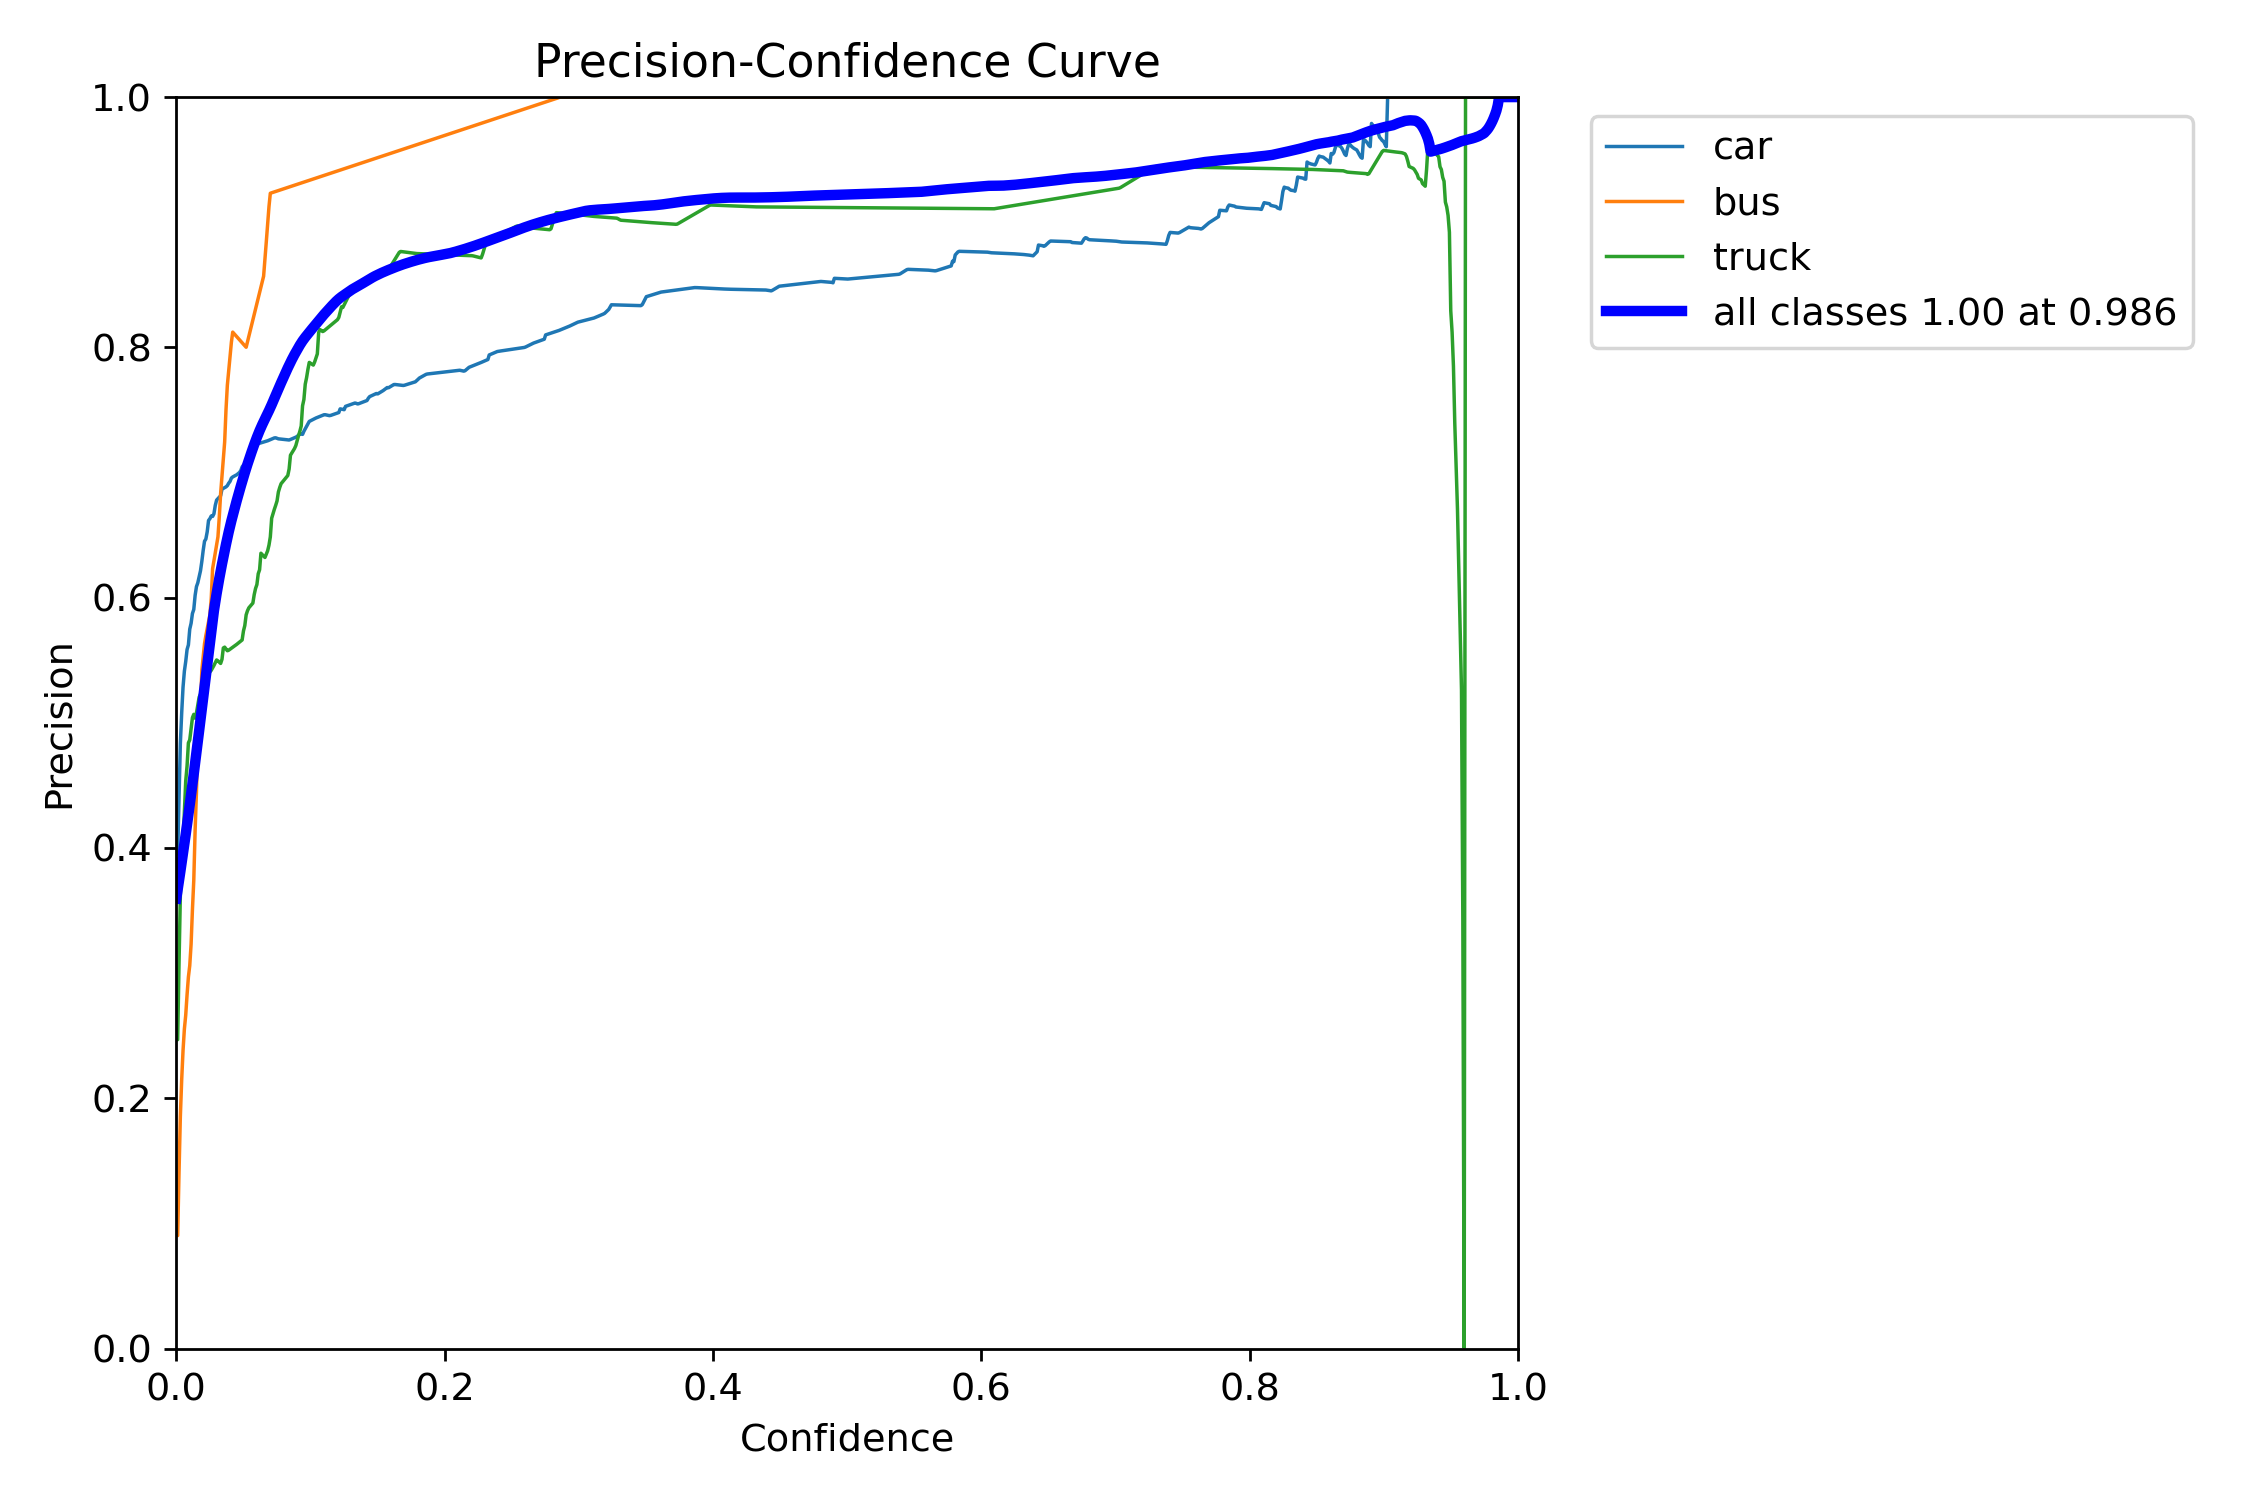 Precision-Confidence Curve
1.0
0.8
0.6
0.4
0.2
0.0
Precision
0.0 0.2 0.4 0.6 0.8 1.0
Confidence
car
bus
truck
all classes 1.00 at 0.986